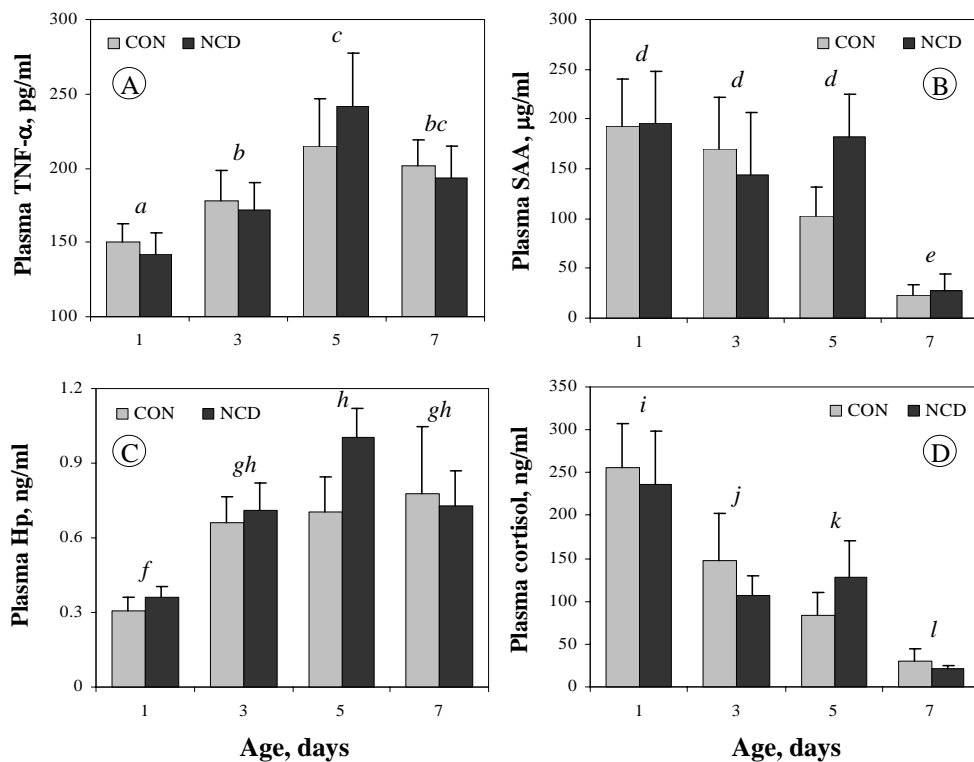 300
250
200
150
100
Plasma TNF-α, pg/ml
CON NCD
A
a
b
c
bc
1 3 5 7
300
250
200
150
100
50
0
Plasma SAA, µg/ml
CON NCD
B
d
d
d
e
1 3 5 7
1.2
0.9
0.6
0.3
0
Plasma Hp, ng/ml
CON NCD
C
f
gh
h
gh
1 3 5 7
Age, days
350
300
250
200
150
100
50
0
Plasma cortisol, ng/ml
CON NCD
D
i
j
k
l
1 3 5 7
Age, days